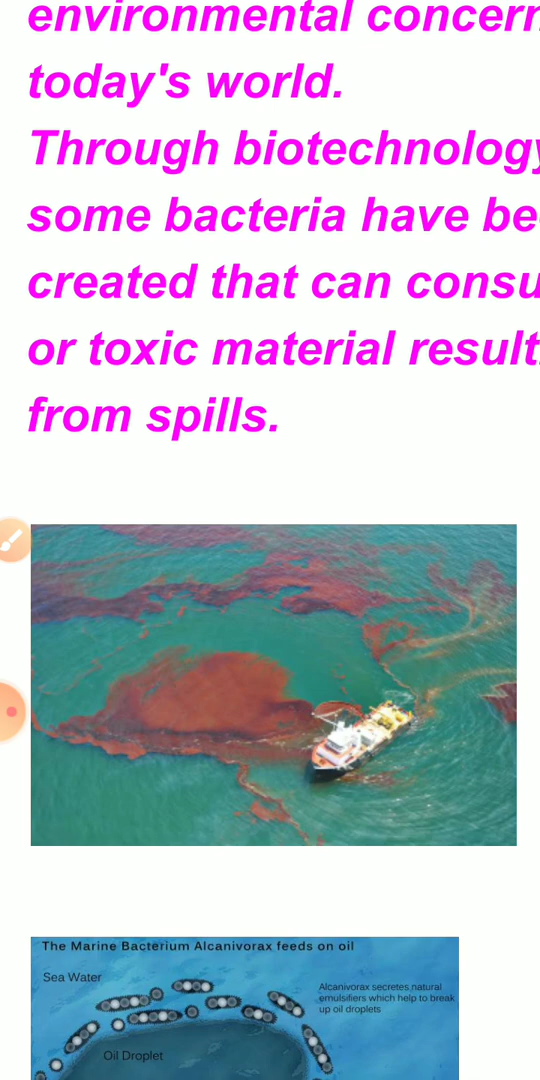 environmental concern
today's world.
Through biotechnology
some bacteria have be
created that can consu
or toxic material result
from spills.
The Marine Bacterium Alcanivorax feeds on oil
Sea Water
Alcanivorax secretes natural
emulsifiers which help to break
up oil droplets
Oil Droplet